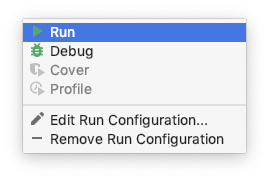 Run
Debug
Cover
Profile
Edit Run Configuration...
Remove Run Configuration